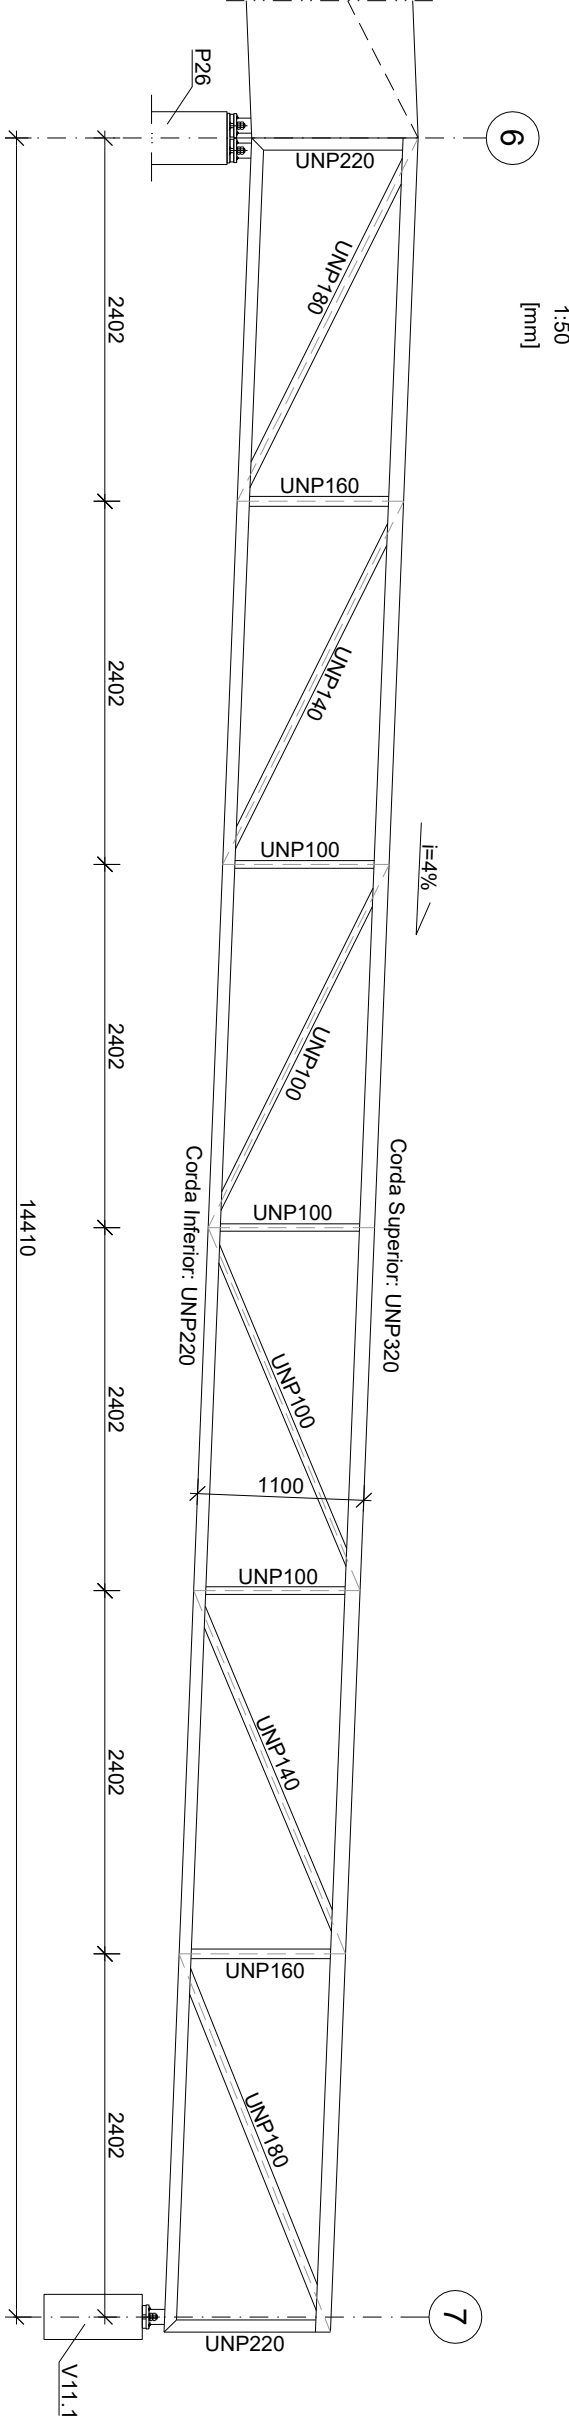 1:50
[mm]
6
P26
UNP220
UNP180
2402
UNP160
UNP140
2402
UNP100
i=4%
UNP100
2402
UNP100
Corda Superior: UNP320
Corda Inferior: UNP220
14410
UNP100
2402
1100
UNP100
UNP140
2402
UNP160
UNP180
2402
7
UNP220
V11.1